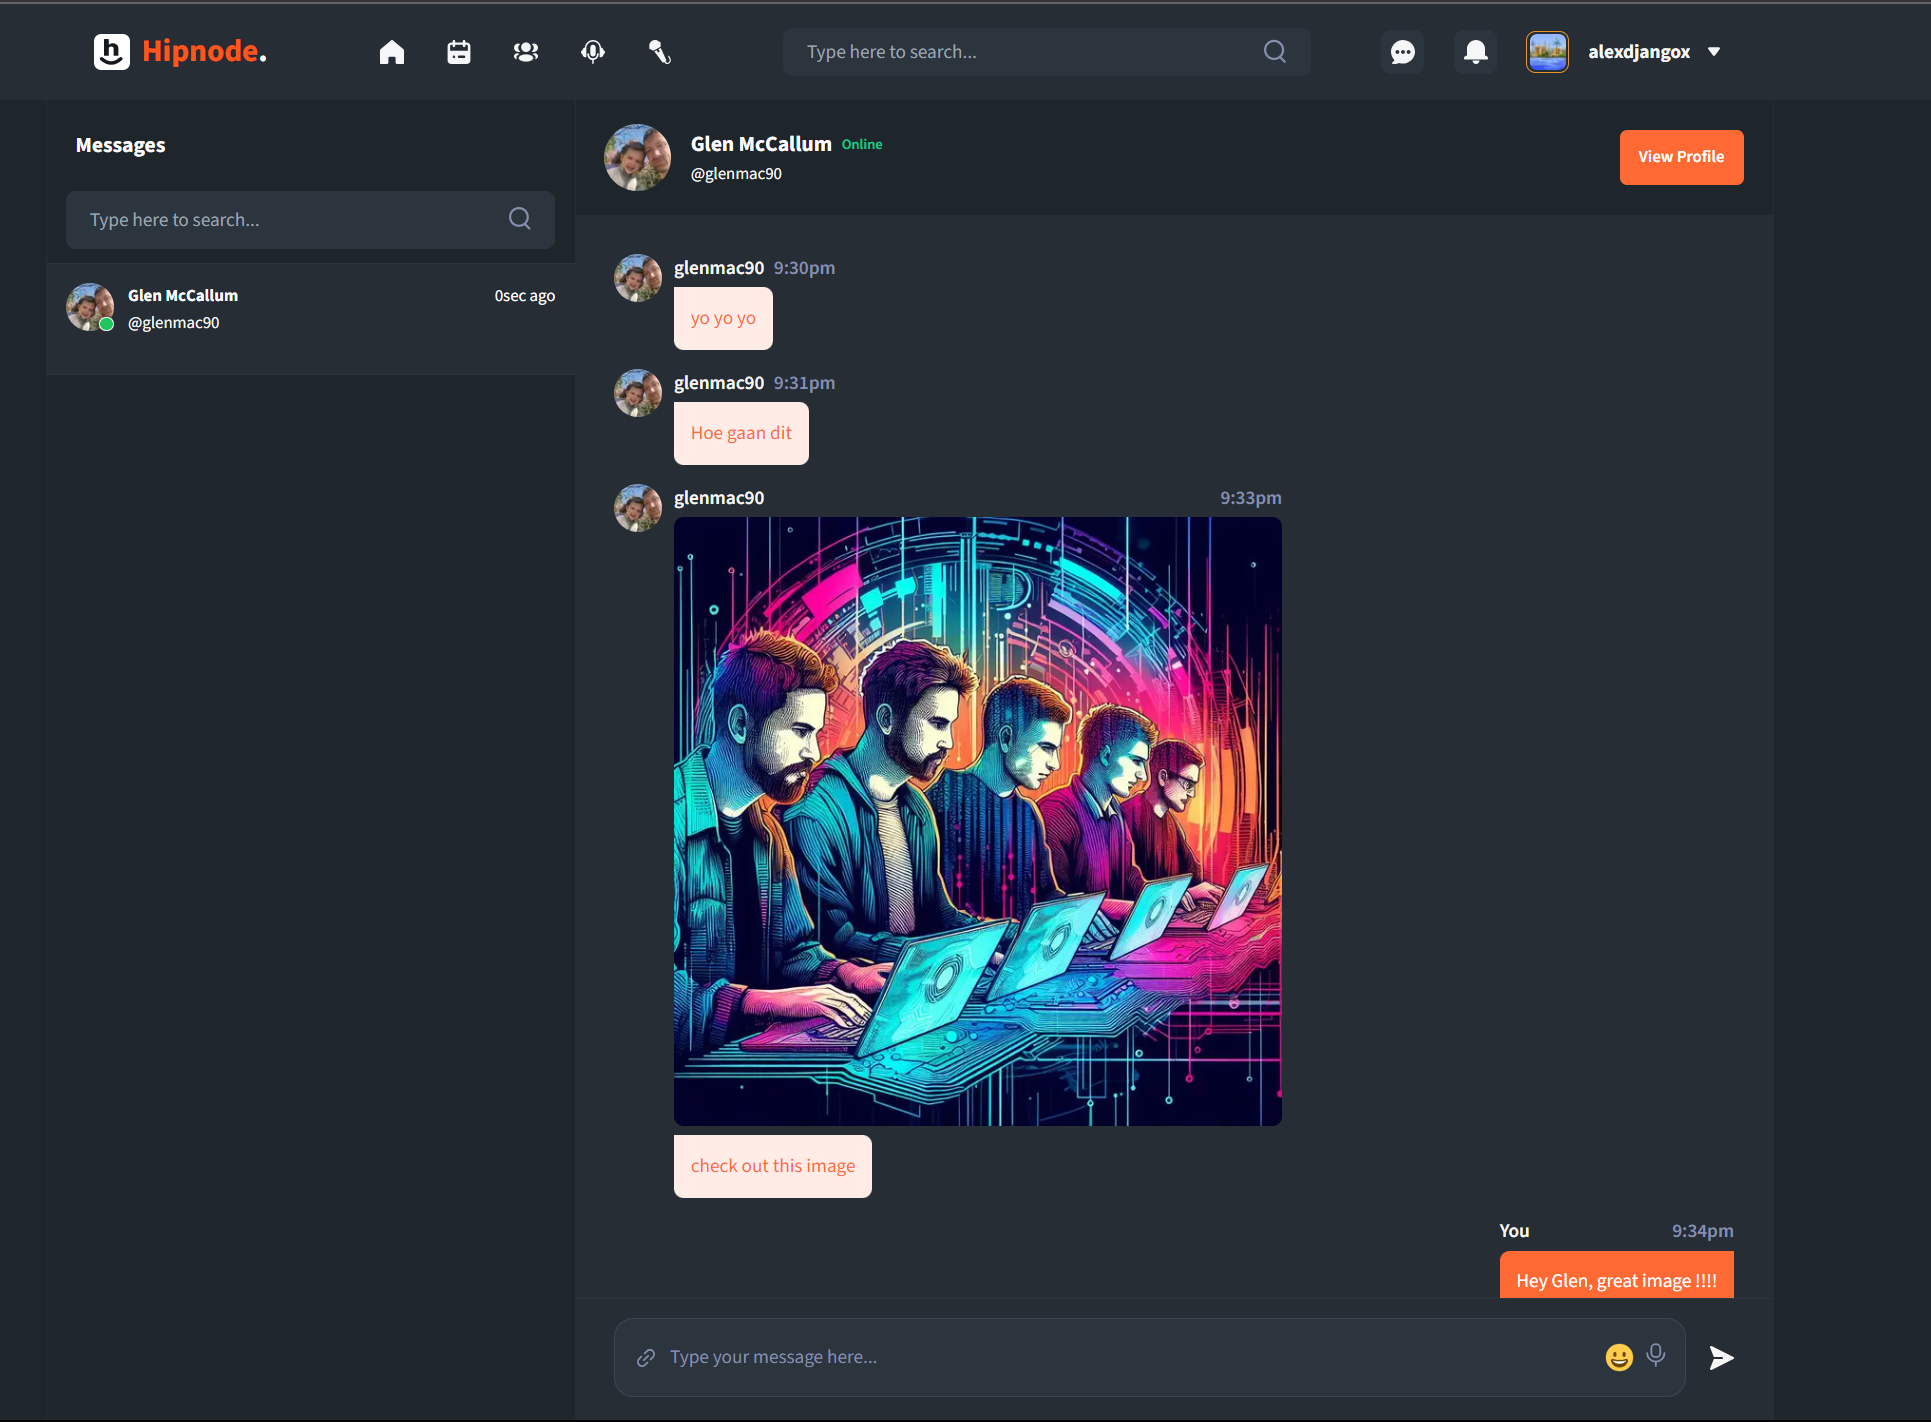 h Hipnode.
Type here to search...
alexdjangox
Messages
Type here to search...
Glen McCallum
0sec ago
@glenmac90
Glen McCallum Online
@glenmac90
View Profile
glenmac90 9:30pm
yo yo yo
glenmac90 9:31pm
Hoe gaan dit
glenmac90 9:33pm
check out this image
You 9:34pm
Hey Glen, great image !!!!
Type your message here...